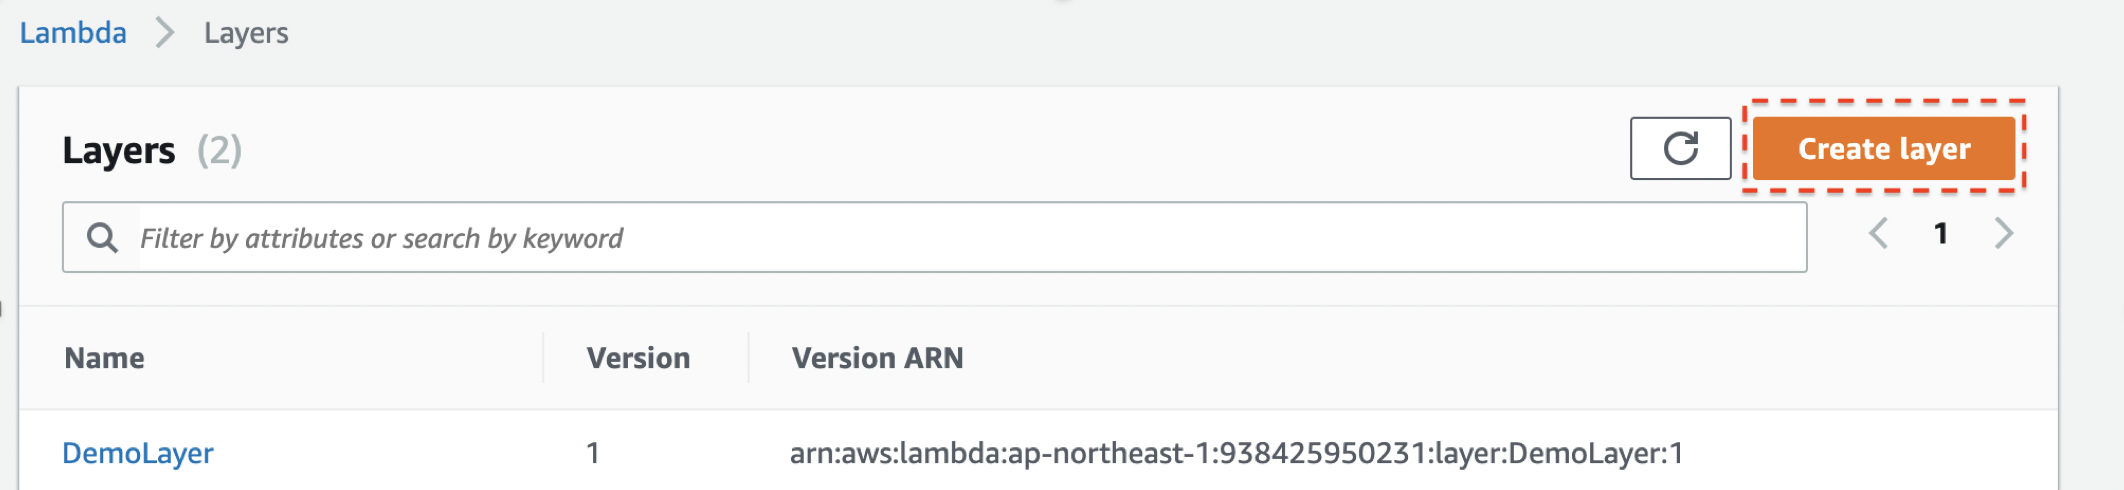 Lambda > Layers
Layers (2)
Create layer
Filter by attributes or search by keyword
< 1 >
Name Version Version ARN
DemoLayer 1 arn:aws:lambda:ap-northeast-1:938425950231:layer:DemoLayer:1